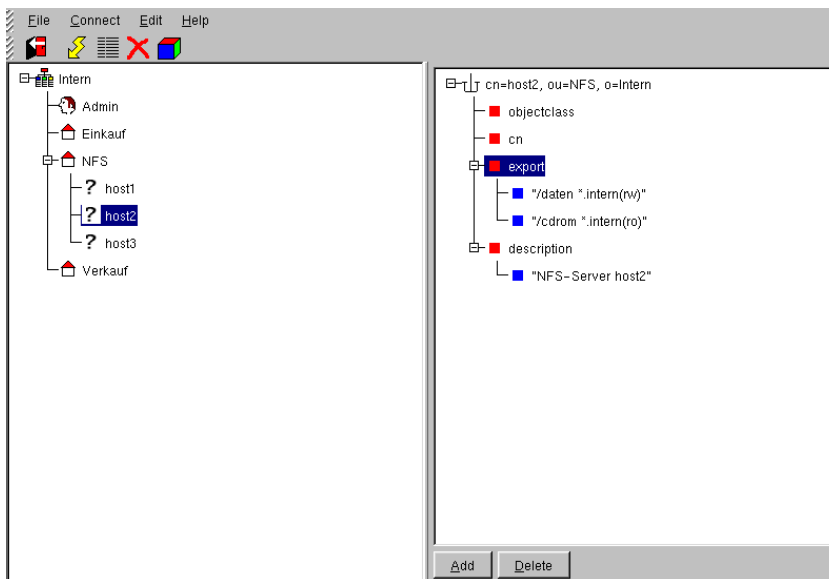 File Connect Edit Help
Intern
Admin
Einkauf
NFS
host1
host2
host3
Verkauf
cn=host2, ou=NFS, o=Intern
objectclass
cn
export
"/daten *.intern(rw)"
"/cdrom *.intern(ro)"
description
"NFS-Server host2"
Add Delete